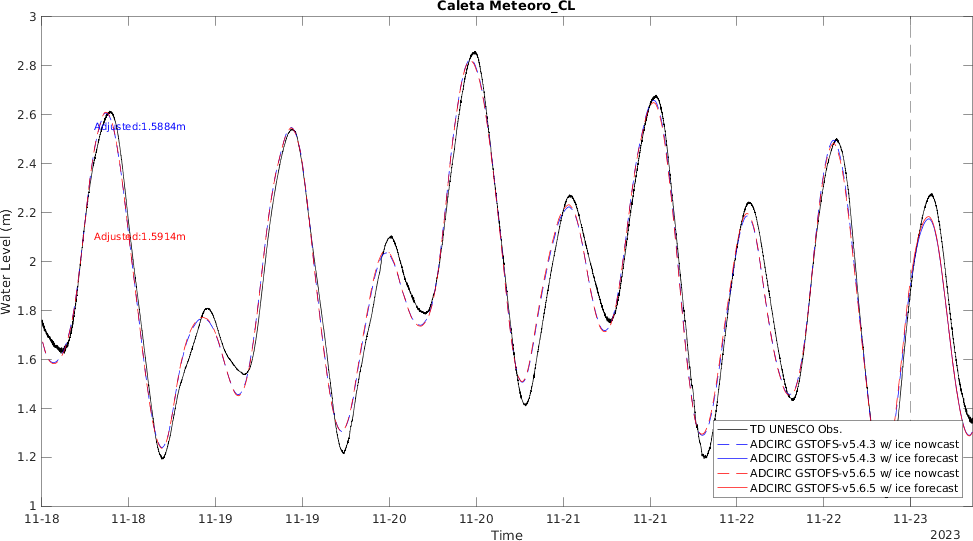 Caleta Meteoro_CL
3
2.8
2.6
2.4
2.2
2
1.8
1.6
1.4
1.2
1
Water Level (m)
Adjusted:1.5884m
Adjusted:1.5914m
TD UNESCO Obs.
ADCIRC GSTOFS-v5.4.3 w/ ice nowcast
ADCIRC GSTOFS-v5.4.3 w/ ice forecast
ADCIRC GSTOFS-v5.6.5 w/ ice nowcast
ADCIRC GSTOFS-v5.6.5 w/ ice forecast
11-18 11-18 11-19 11-19 11-20 11-20 11-21 11-21 11-22 11-22 11-23
Time
2023